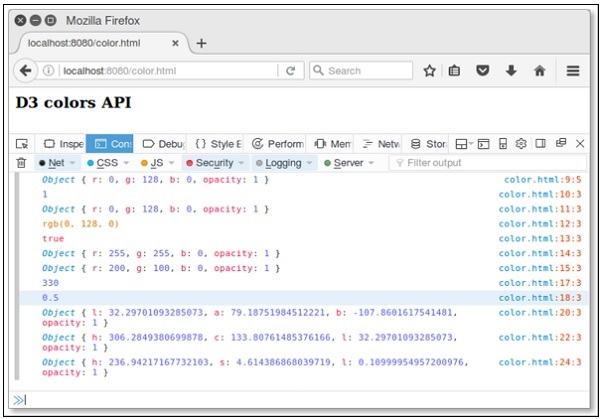 Mozilla Firefox
localhost:8080/color.html
localhost:8080/color.html
Search
D3 colors API
Inspe Con Debu { } Style E Perform Men Netw Stor
Net CSS JS Security Logging Server Filter output
Object { r: 0, g: 128, b: 0, opacity: 1 } color.html:9:5
1 color.html:10:3
Object { r: 0, g: 128, b: 0, opacity: 1 } color.html:11:3
rgb(0, 128, 0) color.html:12:3
true color.html:13:3
Object { r: 255, g: 255, b: 0, opacity: 1 } color.html:14:3
Object { r: 200, g: 100, b: 0, opacity: 1 } color.html:15:3
330 color.html:17:3
0.5 color.html:18:3
Object { l: 32.29701093285073, a: 79.18751984512221, b: -107.8601617541481, color.html:20:3
opacity: 1 }
Object { h: 306.2849380699878, c: 133.80761485376166, l: 32.29701093285073, color.html:22:3
opacity: 1 }
Object { h: 236.94217167732103, s: 4.614386868039719, l: 0.10999954957200976, color.html:24:3
opacity: 1 }